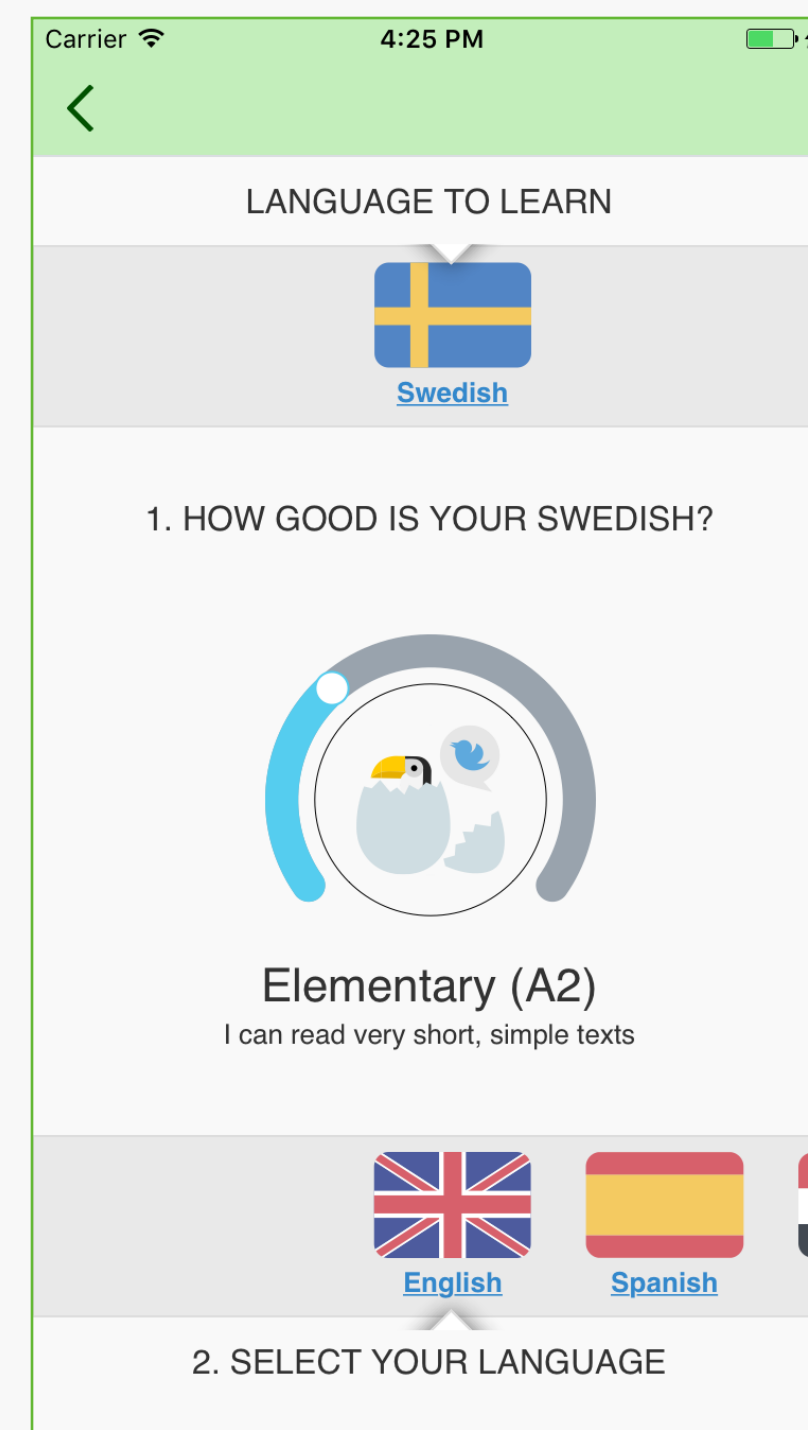 Carrier
4:25 PM
LANGUAGE TO LEARN
Swedish
1. HOW GOOD IS YOUR SWEDISH?
Elementary (A2)
I can read very short, simple texts
English
Spanish
2. SELECT YOUR LANGUAGE